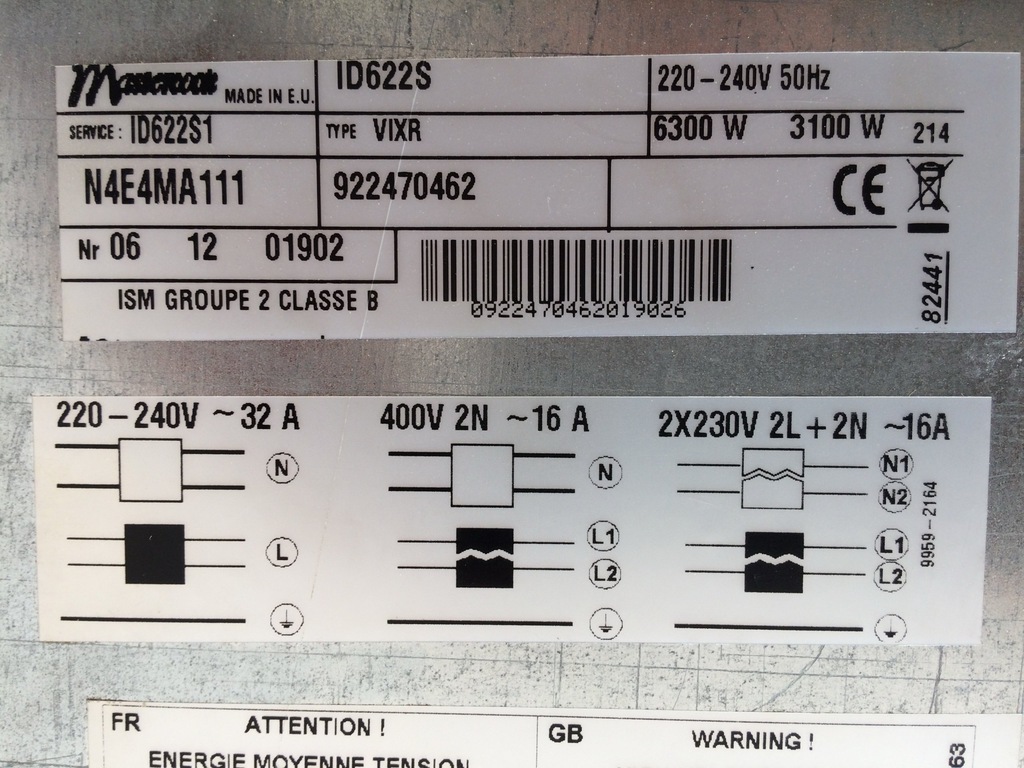 Mastercook MADE IN E.U. ID622S 220-240V 50Hz
SERVICE: ID622S1 TYPE VIXR 6300 W 3100 W 214
N4E4MA111 922470462 CE
Nr 06 12 01902
ISM GROUPE 2 CLASSE B
0922470462019026
82441
220-240V ~32 A
N
L
400V 2N ~16 A
N
L1
L2
2X230V 2L+2N ~16A
N1
N2
L1
L2
9959-2164
FR ATTENTION !
ENERGIE MOYENNE TENSION
GB WARNING !
63